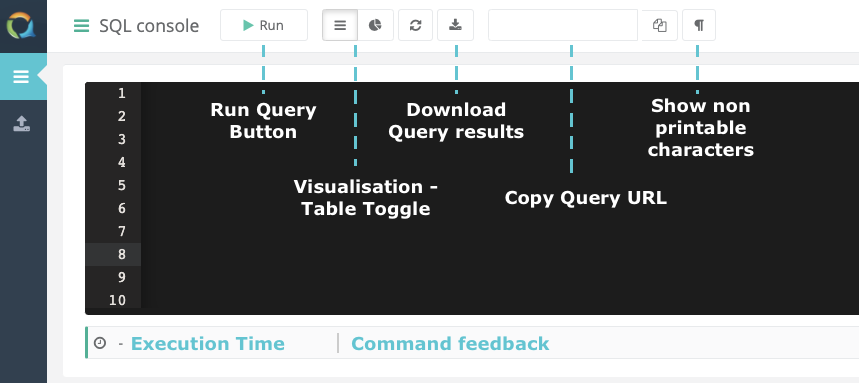 SQL console
Run
¶
1
2
3
4
5
6
7
8
9
10
Run Query
Button
Download
Query results
Show non
printable
characters
Visualisation -
Table Toggle
Copy Query URL
- Execution Time
Command feedback